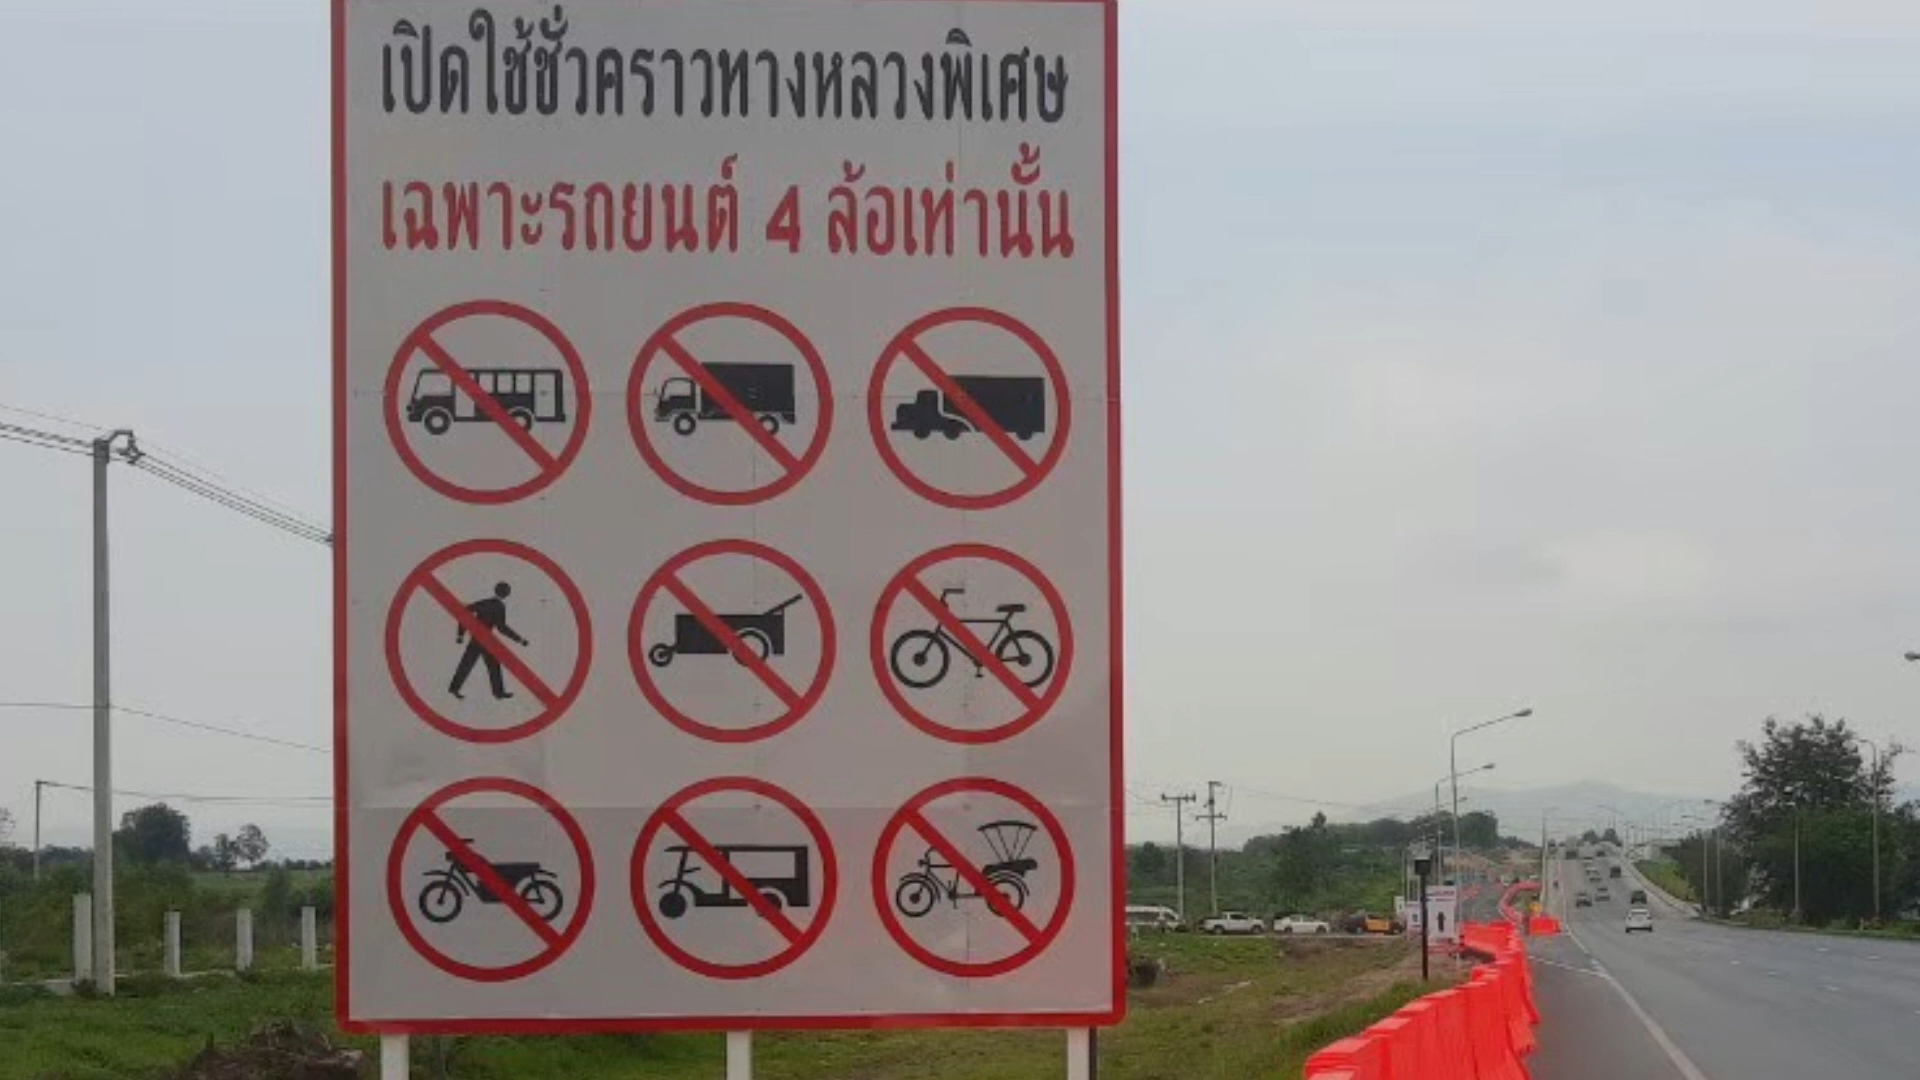 เปิดใช้ชั่วคราวทางหลวงพิเศษ
เฉพาะรถยนต์ 4 ล้อเท่านั้น